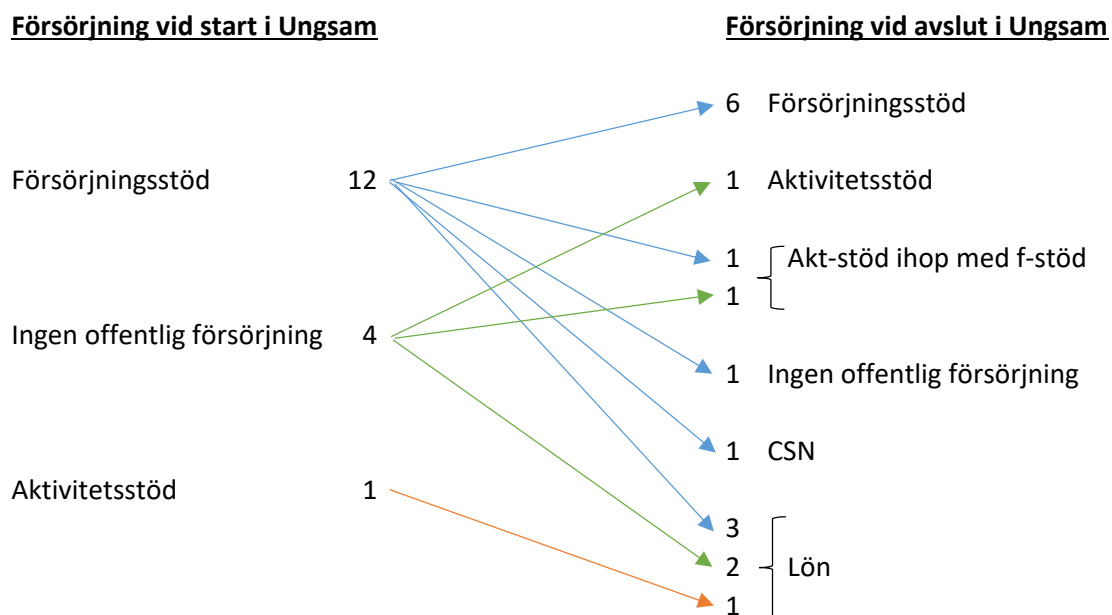 Försörjning vid start i Ungsam
Försörjning vid avslut i Ungsam
6 Försörjningsstöd
Försörjningsstöd 12
1 Aktivitetsstöd
1 Akt-stöd ihop med f-stöd
1
Ingen offentlig försörjning 4
1 Ingen offentlig försörjning
1 CSN
Aktivitetsstöd 1
3
2 Lön
1